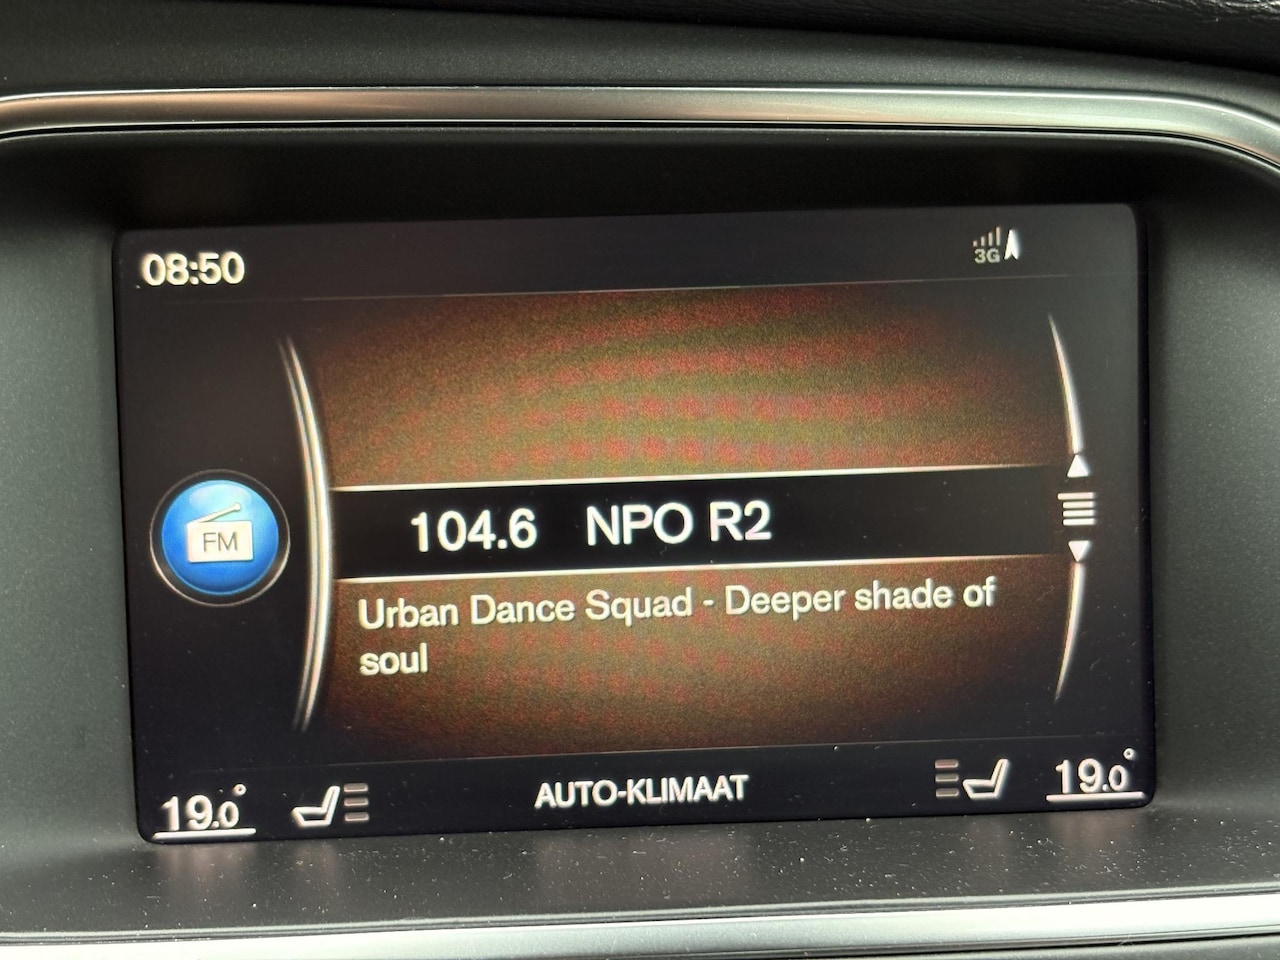 08:50
3G
FM
104.6 NPO R2
Urban Dance Squad - Deeper shade of
soul
19.0° AUTO-KLIMAAT 19.0°